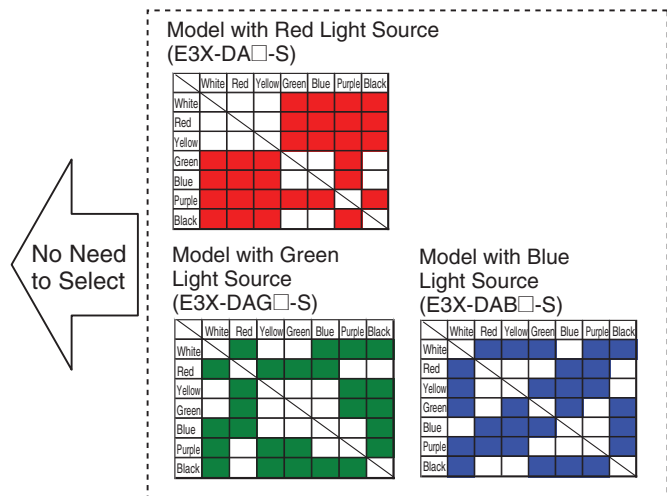 Model with Red Light Source
(E3X-DA□-S)
White Red Yellow Green Blue Purple Black
White
Red
Yellow
Green
Blue
Purple
Black
No Need
to Select
Model with Green
Light Source
(E3X-DAG□-S)
White Red Yellow Green Blue Purple Black
White
Red
Yellow
Green
Blue
Purple
Black
Model with Blue
Light Source
(E3X-DAB□-S)
White Red Yellow Green Blue Purple Black
White
Red
Yellow
Green
Blue
Purple
Black